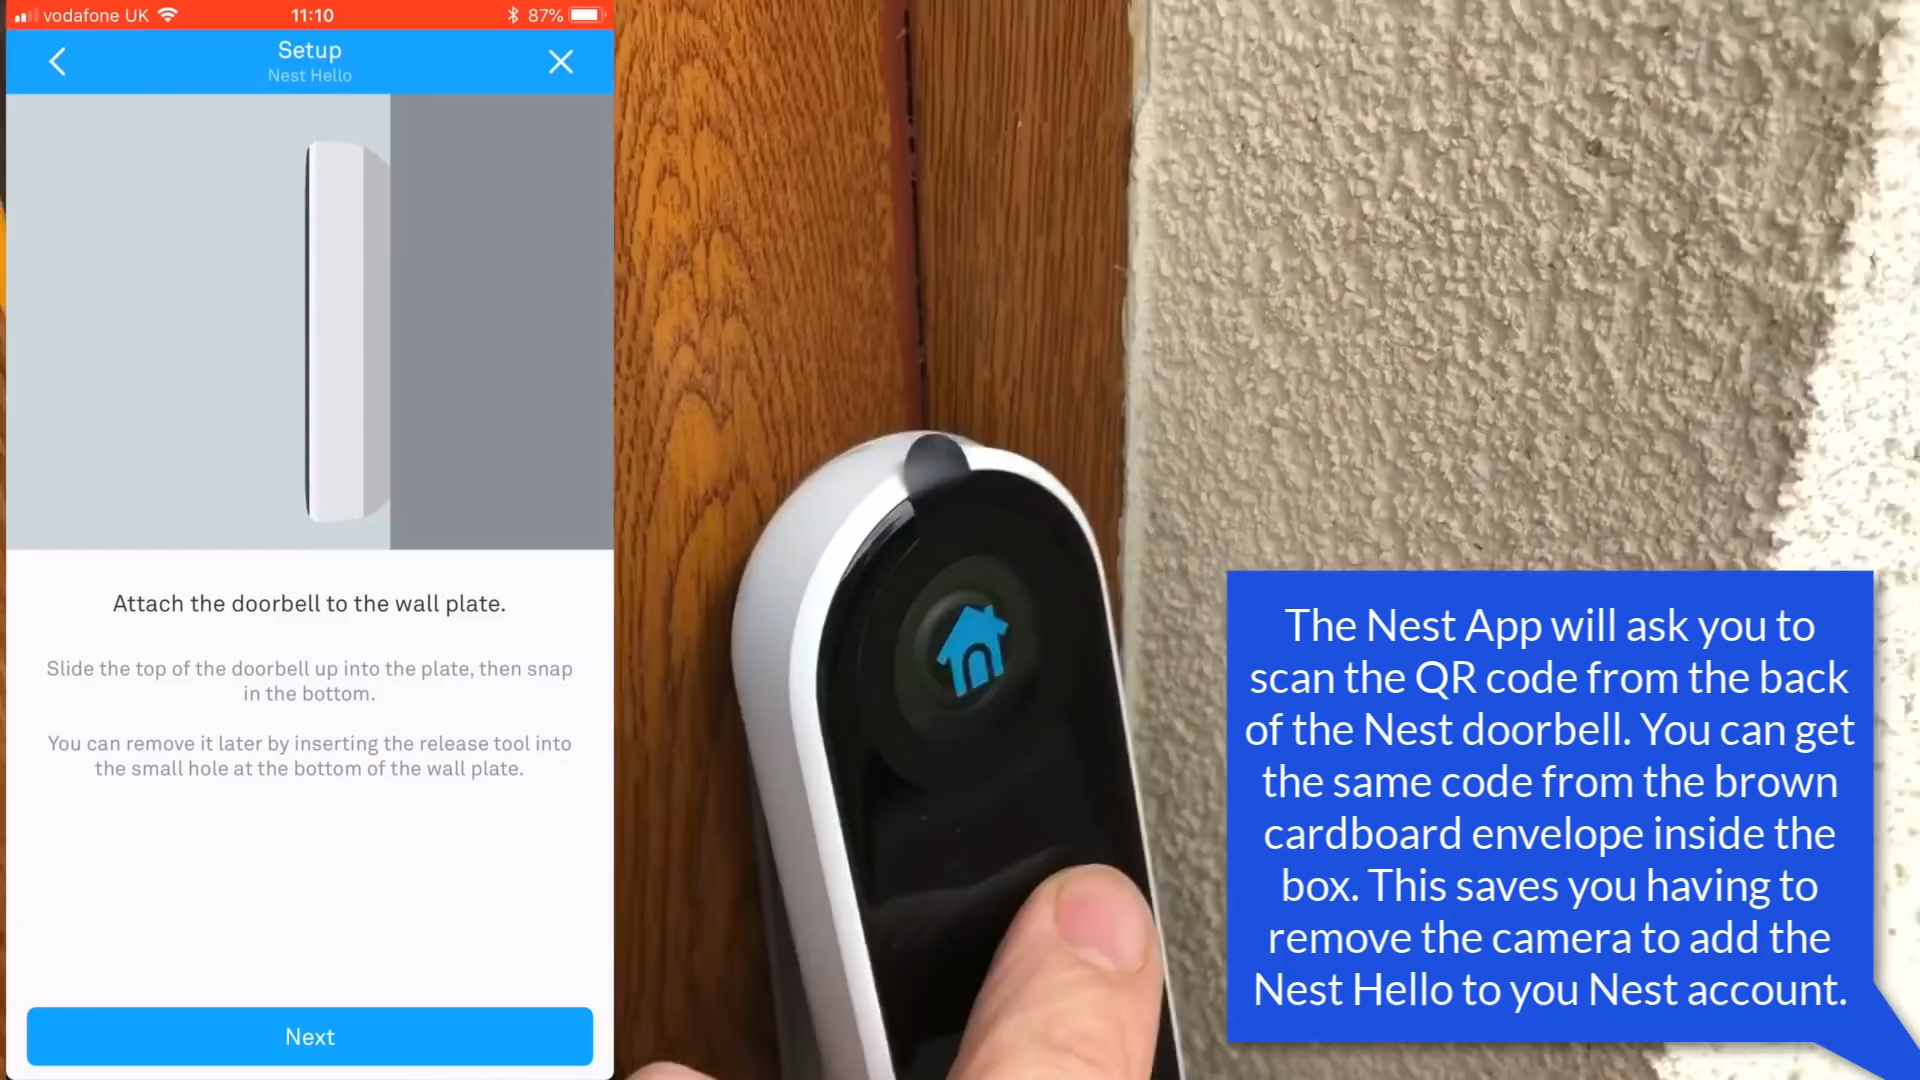 vodafone UK
11:10
87%
Setup
Nest Hello
Attach the doorbell to the wall plate.
Slide the top of the doorbell up into the plate, then snap
in the bottom.
You can remove it later by inserting the release tool into
the small hole at the bottom of the wall plate.
Next
The Nest App will ask you to
scan the QR code from the back
of the Nest doorbell. You can get
the same code from the brown
cardboard envelope inside the
box. This saves you having to
remove the camera to add the
Nest Hello to you Nest account.